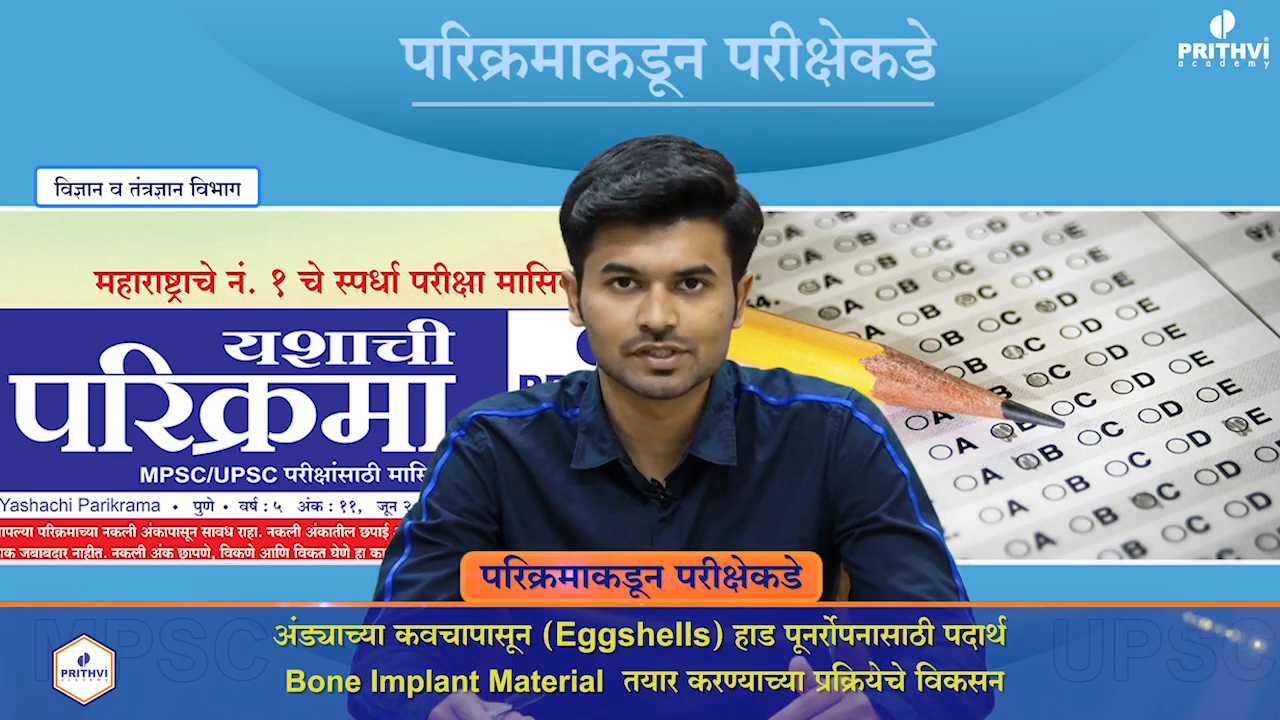 परिक्रमाकडून परीक्षेकडे
PRITHVi
academy
विज्ञान व तंत्रज्ञान विभाग
महाराष्ट्राचे नं. १ चे स्पर्धा परीक्षा
यशाची
परिक्रमा
MPSC/UPSC परीक्षांसाठी
Yashachi Parikrama • पुणे • वर्ष : ५ अंक : ११, जून
परिक्रमाच्या नकली अंकापासून सावध राहा. नकली अंकातील छपाई
जबाबदार नाहीत. नकली अंक छापणे, विकणे आणि विकत घेणे हा
परिक्रमाकडून परीक्षेकडे
अंड्याच्या कवचापासून (Eggshells) हाड पूनर्रोपनासाठी पदार्थ
Bone Implant Material तयार करण्याच्या प्रक्रियेचे विकसन
MPSC
UPSC
PRITHVI
academy